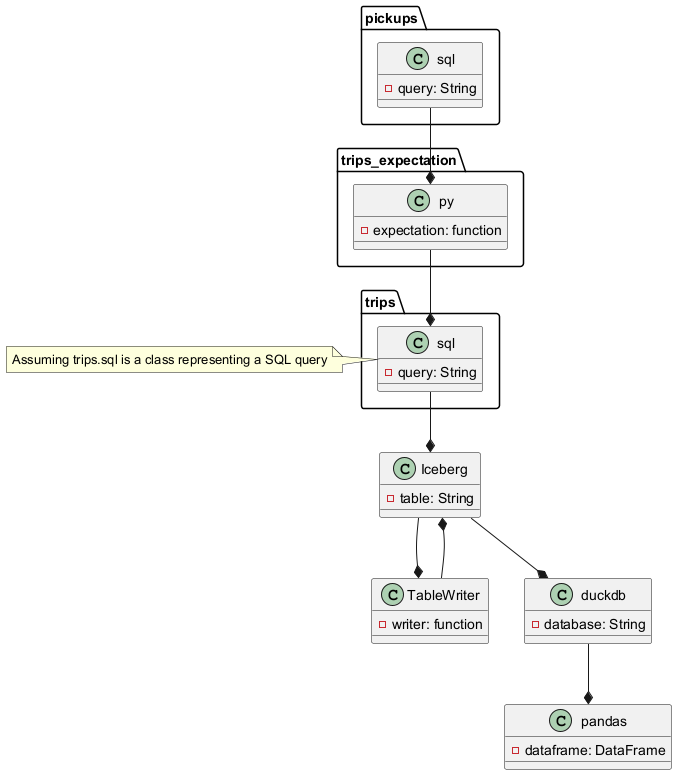 pickups
C sql
query: String
trips_expectation
C py
expectation: function
trips
C sql
Assuming trips.sql is a class representing a SQL query
query: String
C Iceberg
table: String
C TableWriter
C duckdb
writer: function
database: String
C pandas
dataframe: DataFrame